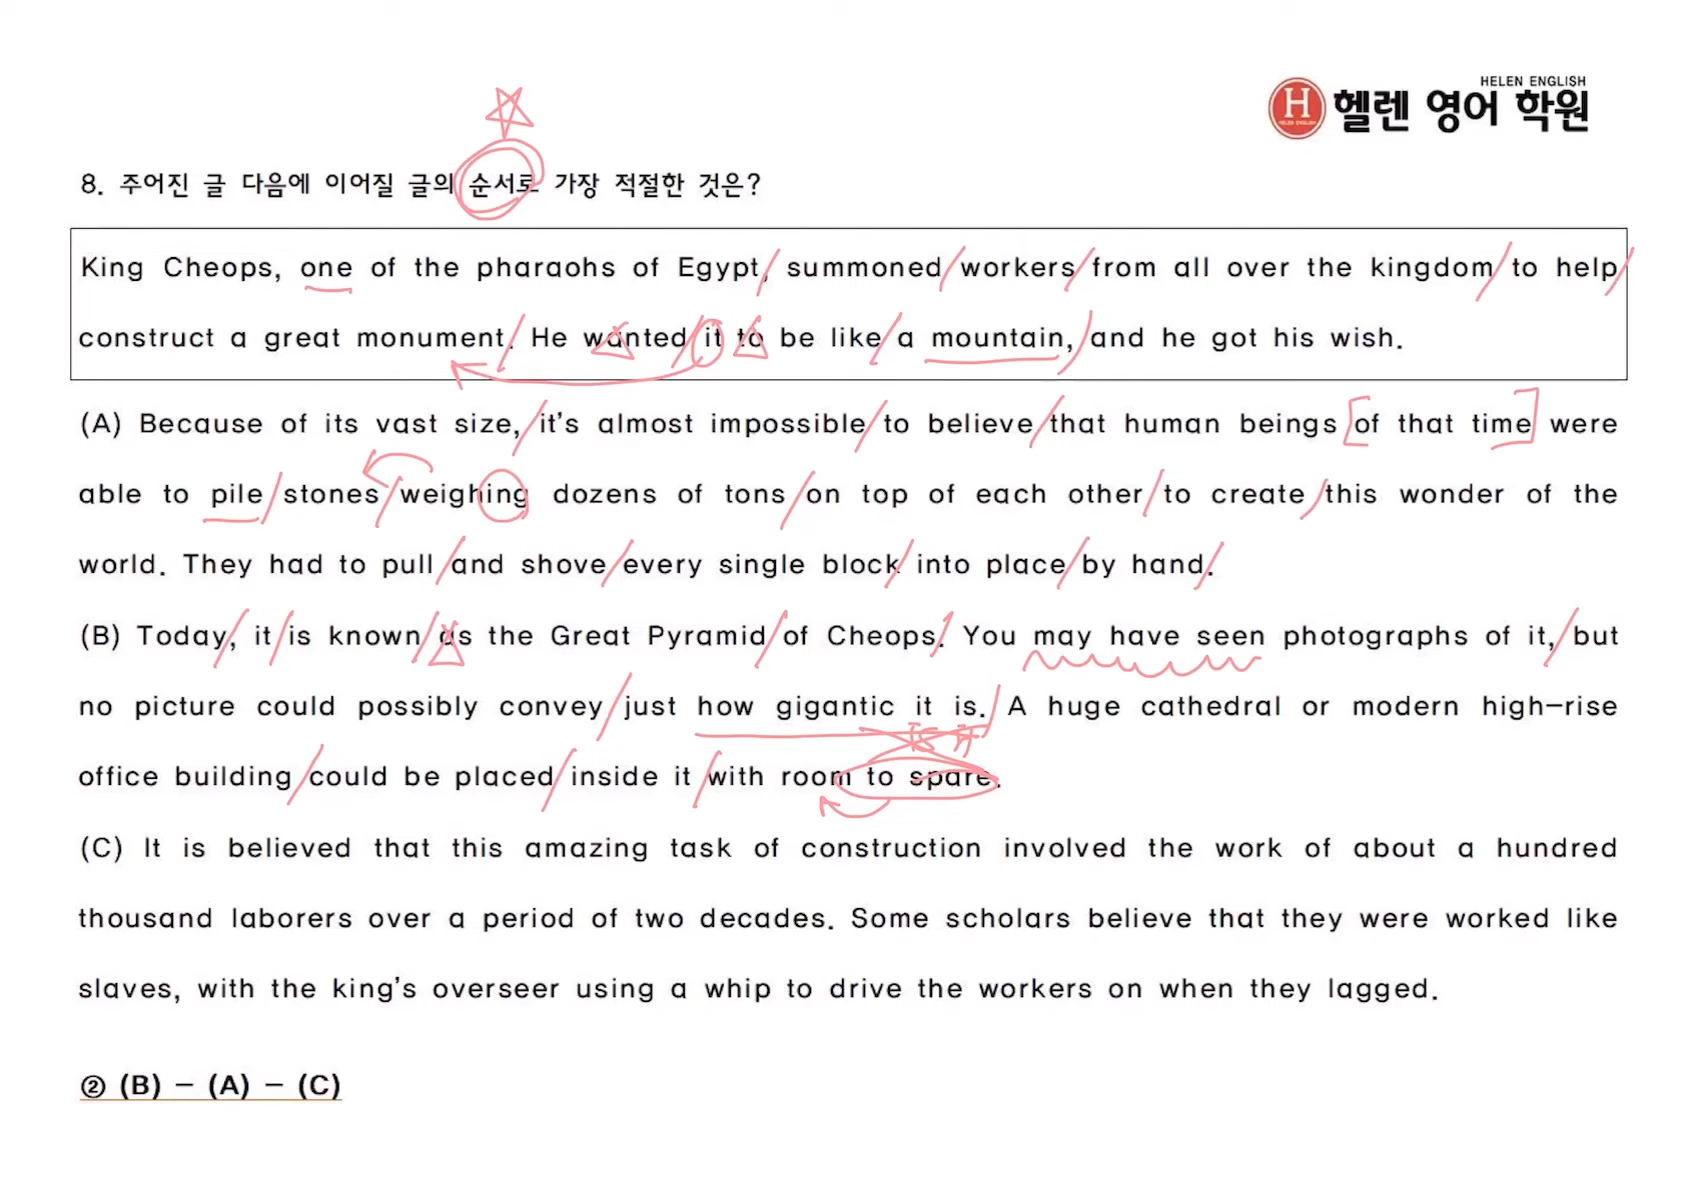 HELEN ENGLISH
H 헬렌 영어 학원
HELEN ENGLISH
8. 주어진 글 다음에 이어질 글의 순서로 가장 적절한 것은?
King Cheops, one of the pharaohs of Egypt, summoned workers from all over the kingdom to help
construct a great monument. He wanted it to be like a mountain, and he got his wish.
(A) Because of its vast size, it's almost impossible to believe that human beings of that time were
able to pile stones weighing dozens of tons on top of each other to create this wonder of the
world. They had to pull and shove every single block into place by hand.
(B) Today, it is known as the Great Pyramid of Cheops. You may have seen photographs of it, but
no picture could possibly convey just how gigantic it is. A huge cathedral or modern high-rise
office building could be placed inside it with room to spare.
(C) It is believed that this amazing task of construction involved the work of about a hundred
thousand laborers over a period of two decades. Some scholars believe that they were worked like
slaves, with the king's overseer using a whip to drive the workers on when they lagged.
② (B) - (A) - (C)